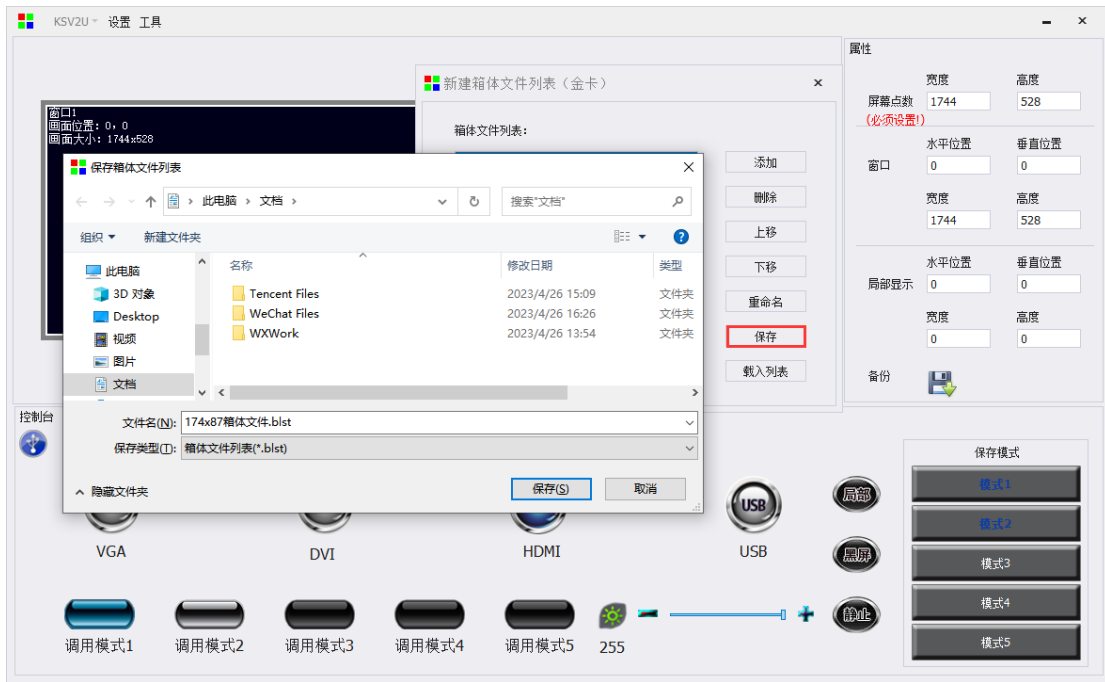 KSV2U 设置 工具
属性
新建箱体文件列表（金卡）
箱体文件列表:
窗口1
画面位置: 0, 0
画面大小: 1744x528
宽度 高度
屏幕点数 1744 528
(必须设置!)
水平位置 垂直位置
窗口 0 0
宽度 高度
1744 528
水平位置 垂直位置
局部显示 0 0
宽度 高度
0 0
备份
添加
删除
上移
下移
重命名
保存
载入列表
保存箱体文件列表
此电脑 › 文档 ›
搜索"文档"
组织 新建文件夹
此电脑
3D 对象
Desktop
视频
图片
文档
名称 修改日期 类型
Tencent Files 2023/4/26 15:09 文件夹
WeChat Files 2023/4/26 16:26 文件夹
WXWork 2023/4/26 13:54 文件夹
文件名(N): 174x87箱体文件.blst
保存类型(T): 箱体文件列表(*.blst)
隐藏文件夹
保存(S) 取消
控制台
USB
VGA DVI HDMI USB
局部
黑屏
静止
调用模式1 调用模式2 调用模式3 调用模式4 调用模式5 255
保存模式
模式1
模式2
模式3
模式4
模式5